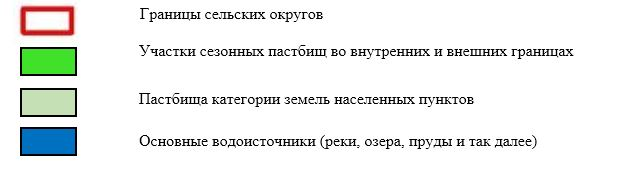 Границы сельских округов
Участки сезонных пастбищ во внутренних и внешних границах
Пастбища категории земель населенных пунктов
Основные водоисточники (реки, озера, пруды и так далее)